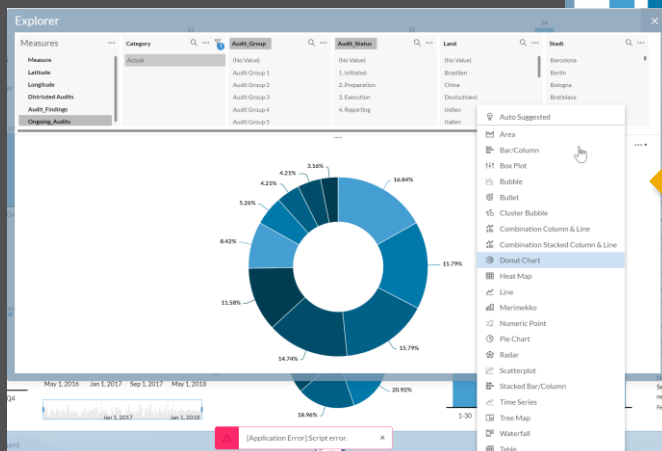 Explorer
Measures
Measure
Latitude
Longitude
Distriuted Audits
Audit_Findings
Ongoing_Audits
Category
Actual
Audit_Group
(No Value)
Audit Group 1
Audit Group 2
Audit Group 3
Audit Group 4
Audit Group 5
Audit_Status
(No Value)
1. Initiated
2. Preparation
3. Execution
4. Reporting
Land
(No Value)
Brasilien
China
Deutschland
Indien
Italien
Stadt
Barcelona
Berlin
Bologna
Bratislava
Auto Suggested
Area
Bar/Column
Box Plot
Bubble
Bullet
Cluster Bubble
Combination Column & Line
Combination Stacked Column & Line
Donut Chart
Heat Map
Line
Marimekko
Numeric Point
Pie Chart
Radar
Scatterplot
Stacked Bar/Column
Time Series
Tree Map
Waterfall
Table
3.16%
4.21%
4.21%
5.26%
8.42%
11.58%
14.74%
15.79%
15.79%
16.84%
Q4
May 1, 2016 Jan 1, 2017 Sep 1, 2017 May 1, 2018
Jan 1, 2017 Jan 1, 2018
18.96%
20.92%
1-30
[Application Error]:Script error.